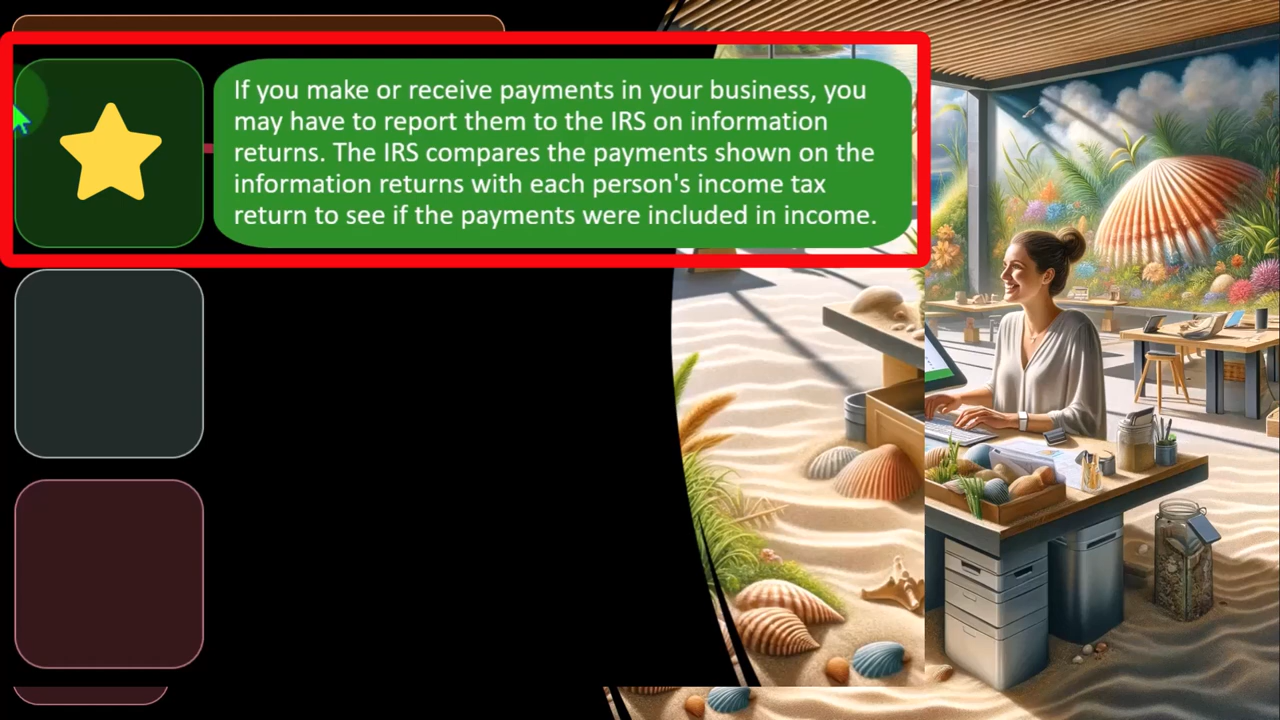 If you make or receive payments in your business, you
may have to report them to the IRS on information
returns. The IRS compares the payments shown on the
information returns with each person's income tax
return to see if the payments were included in income.